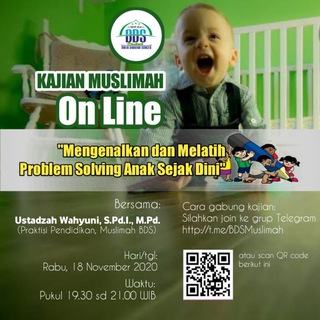 BDS
KAJIAN MUSLIMAH
On Line
"Mengenalkan dan Melatih
Problem Solving Anak Sejak Dini"
Bersama:
Ustadzah Wahyuni, S.Pd.I., M.Pd.
(Praktisi Pendidikan, Muslimah BDS)
Hari/tgl:
Rabu, 18 November 2020
Waktu:
Pukul 19.30 sd 21.00 WIB
Cara gabung kajian:
Silahkan join ke grup Telegram
http://t.me/BDSMuslimah
atau scan QR code
berikut ini